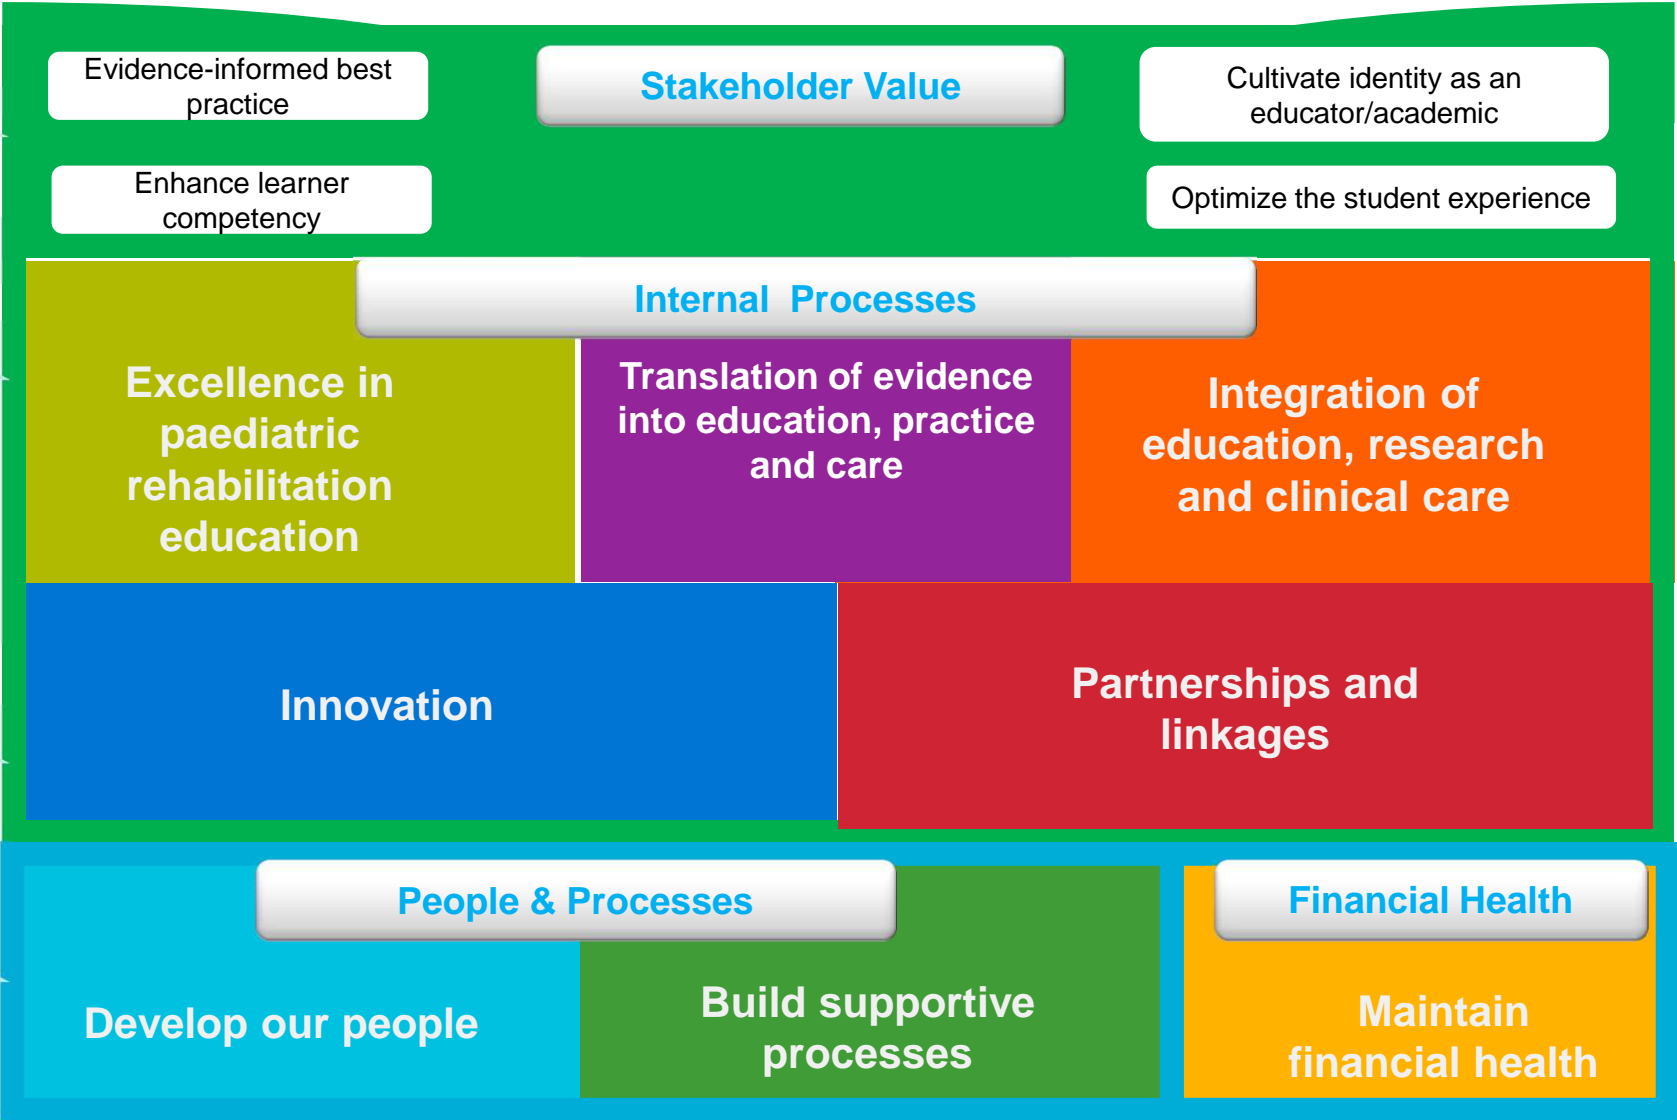 Evidence-informed best
practice
Stakeholder Value
Cultivate identity as an
educator/academic
Enhance learner
competency
Optimize the student experience
Internal  Processes
Excellence in
paediatric
rehabilitation
education
Translation of evidence
into education, practice
and care
Integration of
education, research
and clinical care
Innovation
Partnerships and
linkages
People & Processes
Financial Health
Develop our people
Build supportive
processes
Maintain
financial health